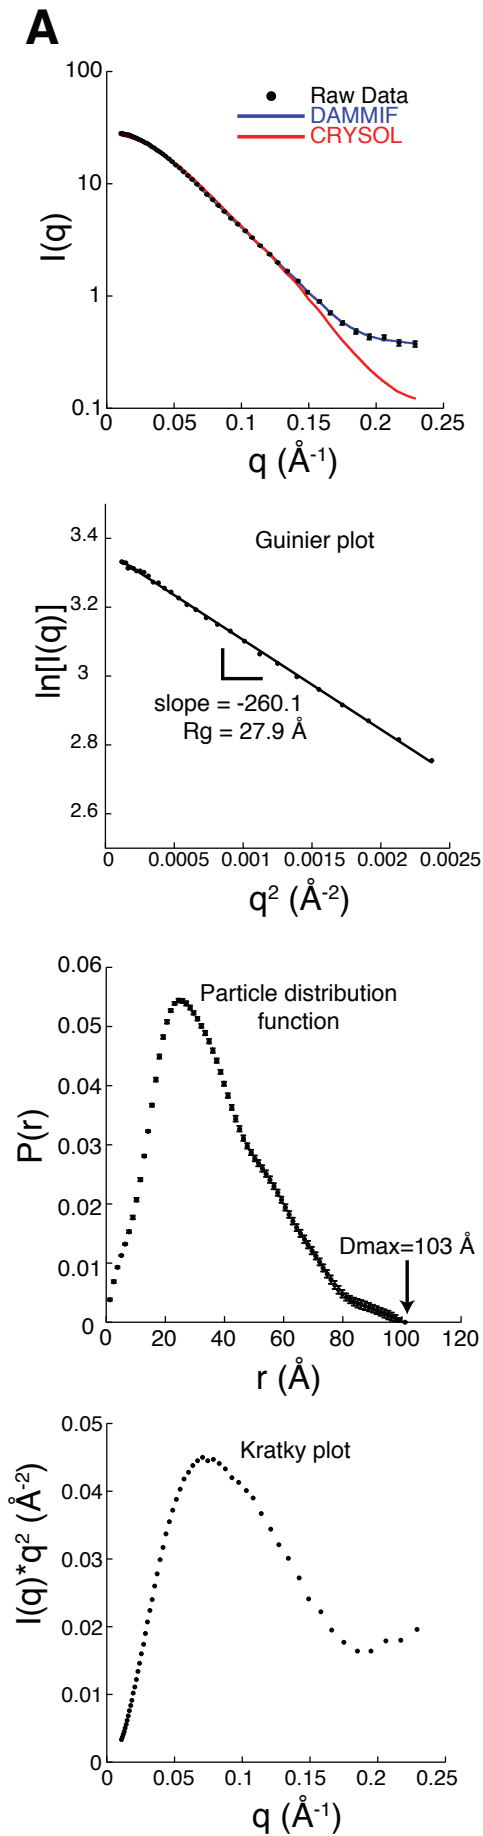 A
100
10
1
0.1
I(q)
Raw Data
DAMMIF
CRYSOL
0 0.05 0.1 0.15 0.2 0.25
q (Å-1)
3.4
3.2
3
2.8
2.6
ln[I(q)]
Guinier plot
slope = -260.1
Rg = 27.9 Å
0 0.0005 0.001 0.0015 0.002 0.0025
q2 (Å-2)
0.06
0.05
0.04
0.03
0.02
0.01
0
P(r)
Particle distribution
function
Dmax=103 Å
0 20 40 60 80 100 120
r (Å)
0.05
0.04
0.03
0.02
0.01
0
I(q)*q2 (Å-2)
Kratky plot
0 0.05 0.1 0.15 0.2 0.25
q (Å-1)